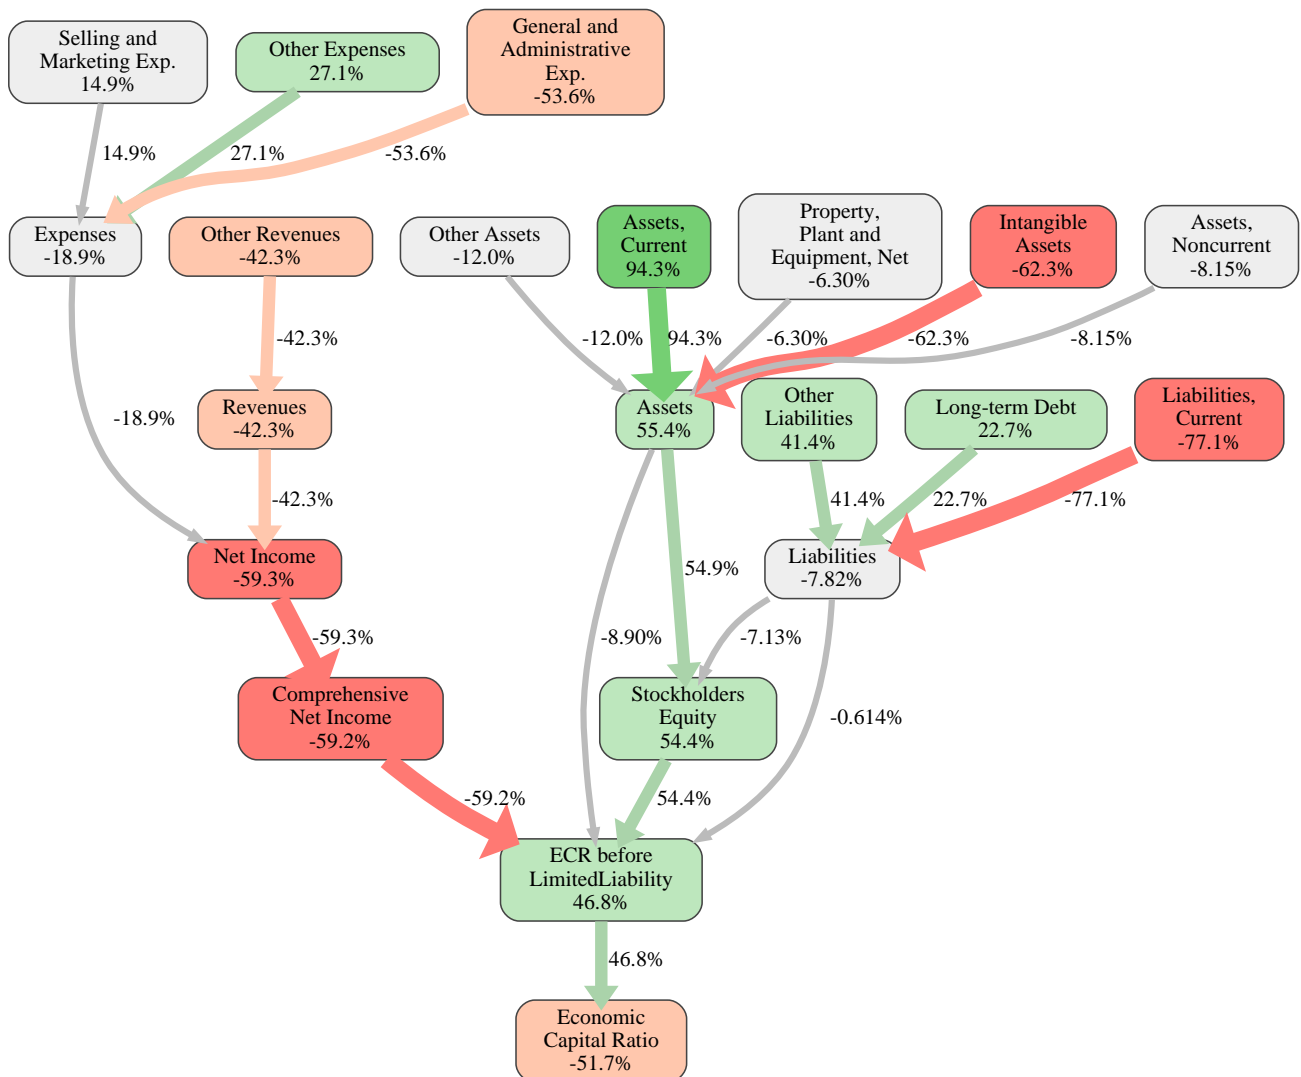 Selling and
Marketing Exp.
14.9%
Other Expenses
27.1%
General and
Administrative
Exp.
-53.6%
14.9%
27.1%
-53.6%
Expenses
-18.9%
Other Revenues
-42.3%
Other Assets
-12.0%
Assets,
Current
94.3%
Property,
Plant and
Equipment, Net
-6.30%
Intangible
Assets
-62.3%
Assets,
Noncurrent
-8.15%
-42.3%
-12.0%
94.3%
-6.30%
-62.3%
-8.15%
-18.9%
Revenues
-42.3%
Assets
55.4%
Other
Liabilities
41.4%
Long-term Debt
22.7%
Liabilities,
Current
-77.1%
-42.3%
41.4%
22.7%
-77.1%
Net Income
-59.3%
54.9%
Liabilities
-7.82%
-59.3%
-8.90%
-7.13%
-0.614%
Comprehensive
Net Income
-59.2%
Stockholders
Equity
54.4%
-59.2%
54.4%
ECR before
LimitedLiability
46.8%
46.8%
Economic
Capital Ratio
-51.7%